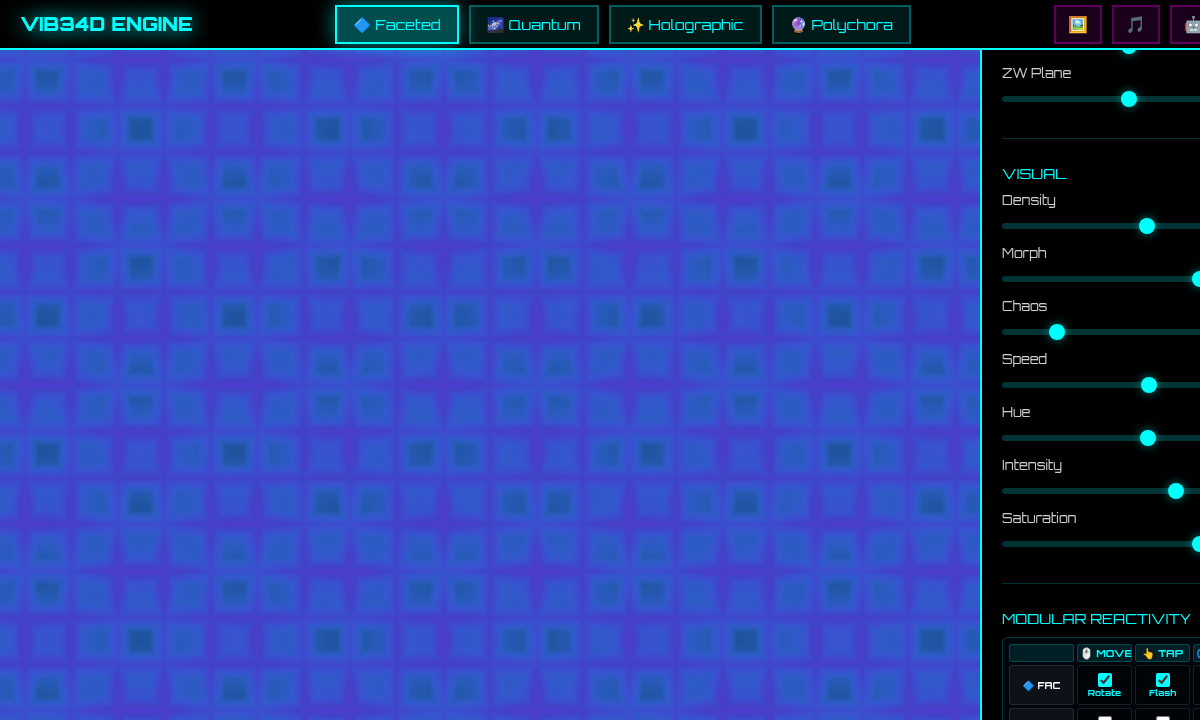 VIB34D ENGINE
Faceted
Quantum
Holographic
Polychora
ZW Plane
VISUAL
Density
Morph
Chaos
Speed
Hue
Intensity
Saturation
MODULAR REACTIVITY
MOVE
TAP
FAC
Rotate
Flash